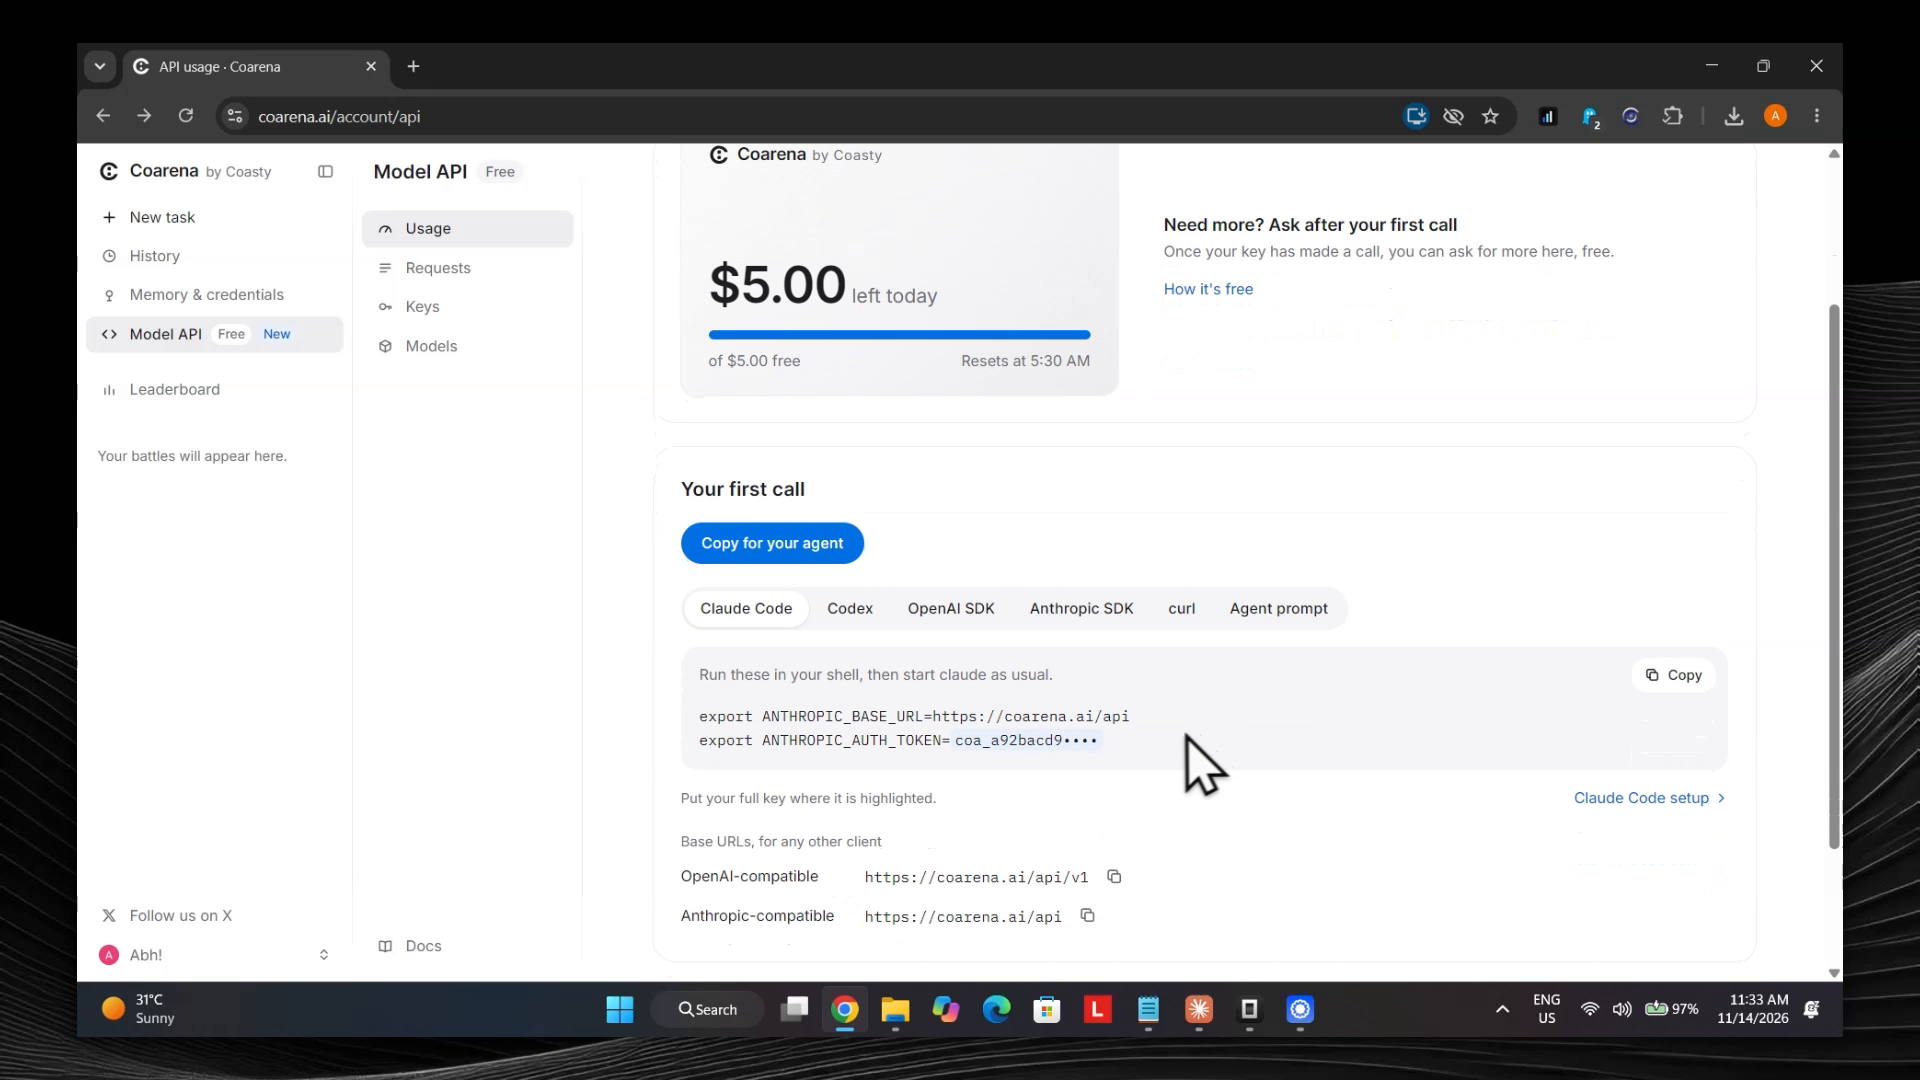 API usage · Coarena
coarena.ai/account/api
2
A
Coarena by Coasty
New task
History
Memory & credentials
Model API Free New
Leaderboard
Your battles will appear here.
Follow us on X
A Abh!
Model API Free
Usage
Requests
Keys
Models
Docs
Coarena by Coasty
$5.00 left today
of $5.00 free Resets at 5:30 AM
Need more? Ask after your first call
Once your key has made a call, you can ask for more here, free.
How it's free
Your first call
Copy for your agent
Claude Code Codex OpenAI SDK Anthropic SDK curl Agent prompt
Run these in your shell, then start claude as usual.
Copy
export ANTHROPIC_BASE_URL=https://coarena.ai/api
export ANTHROPIC_AUTH_TOKEN=coa_a92bacd9••••
Put your full key where it is highlighted.
Claude Code setup
Base URLs, for any other client
OpenAI-compatible https://coarena.ai/api/v1
Anthropic-compatible https://coarena.ai/api
31°C
Sunny
Search
L
ENG
US
97%
11:33 AM
11/14/2026